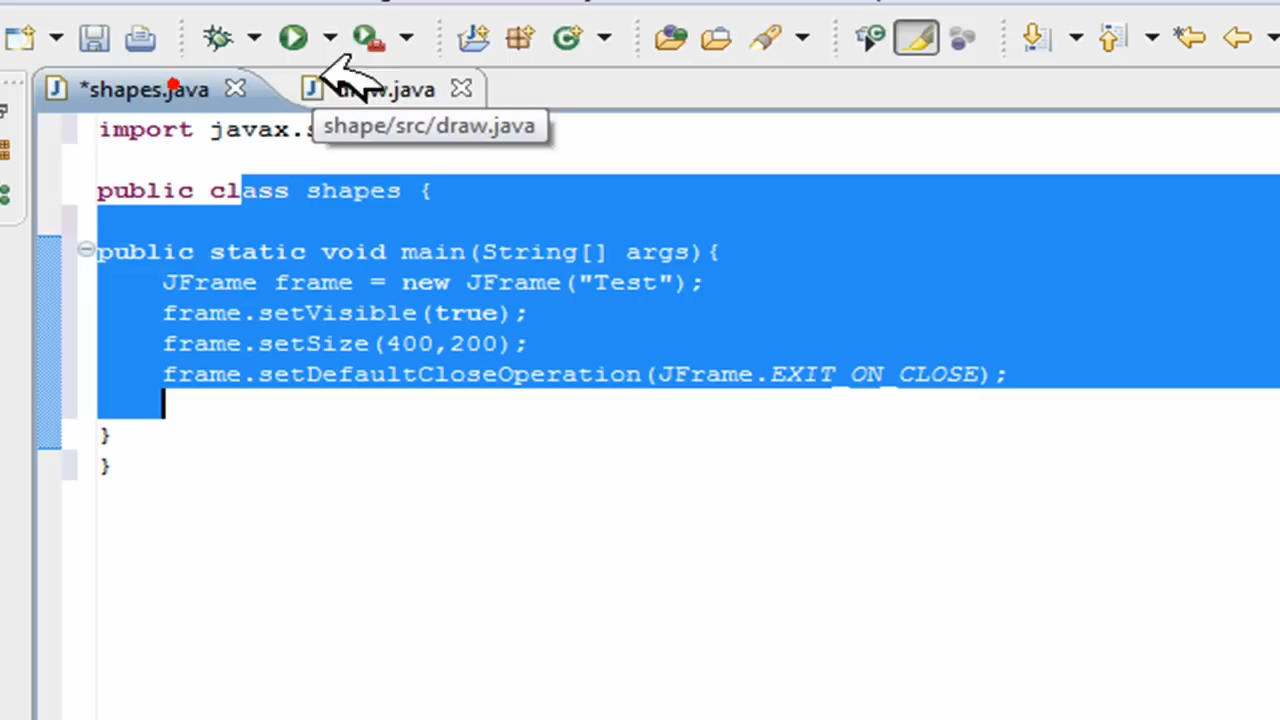 *shapes.java .java
shape/src/draw.java
import javax.s
public class shapes {
public static void main(String[] args){
JFrame frame = new JFrame("Test");
frame.setVisible(true);
frame.setSize(400,200);
frame.setDefaultCloseOperation(JFrame.EXIT_ON_CLOSE);
}
}